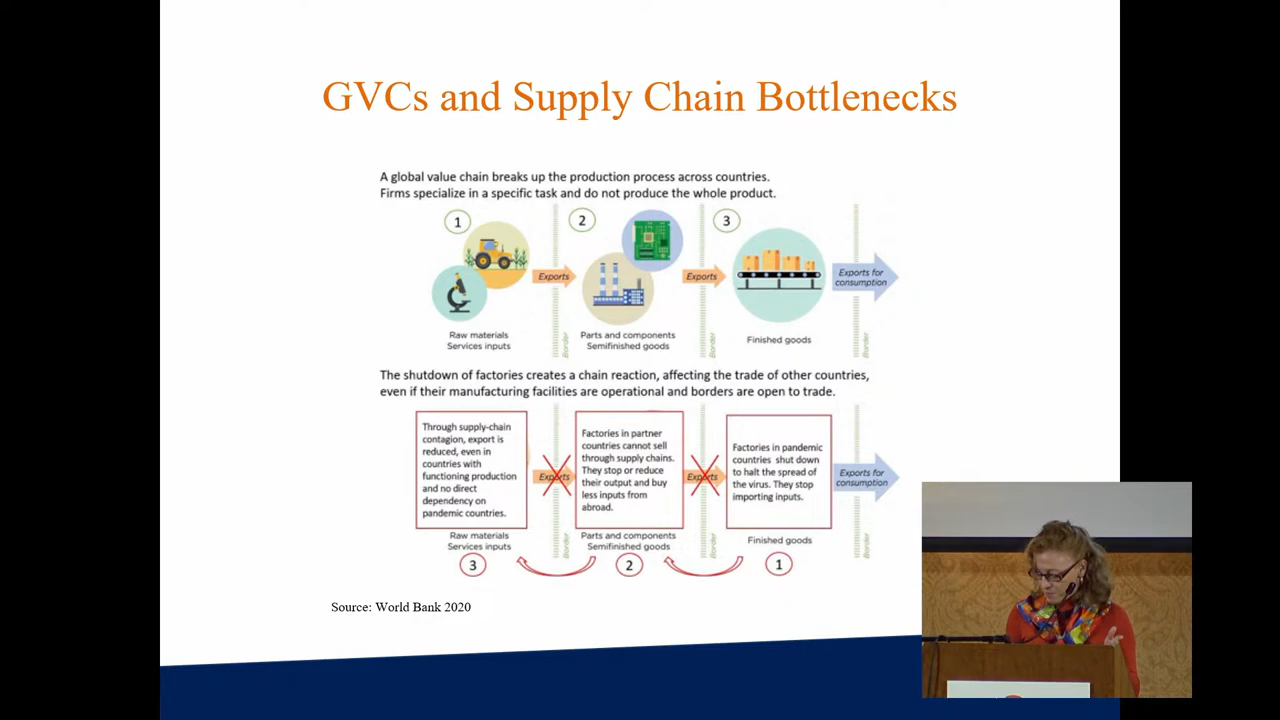 GVCs and Supply Chain Bottlenecks
A global value chain breaks up the production process across countries.
Firms specialize in a specific task and do not produce the whole product.
1
2
3
Exports
Exports
Exports for
consumption
Border
Border
Border
Raw materials
Services inputs
Parts and components
Semifinished goods
Finished goods
The shutdown of factories creates a chain reaction, affecting the trade of other countries,
even if their manufacturing facilities are operational and borders are open to trade.
Through supply-chain
contagion, export is
reduced, even in
countries with
functioning production
and no direct
dependency on
pandemic countries.
Exports
Factories in partner
countries cannot sell
through supply chains.
They stop or reduce
their output and buy
less inputs from
abroad.
Exports
Factories in pandemic
countries shut down
to halt the spread of
the virus. They stop
importing inputs.
Exports for
consumption
Border
Border
Border
Raw materials
Services inputs
Parts and components
Semifinished goods
Finished goods
3
2
1
Source: World Bank 2020